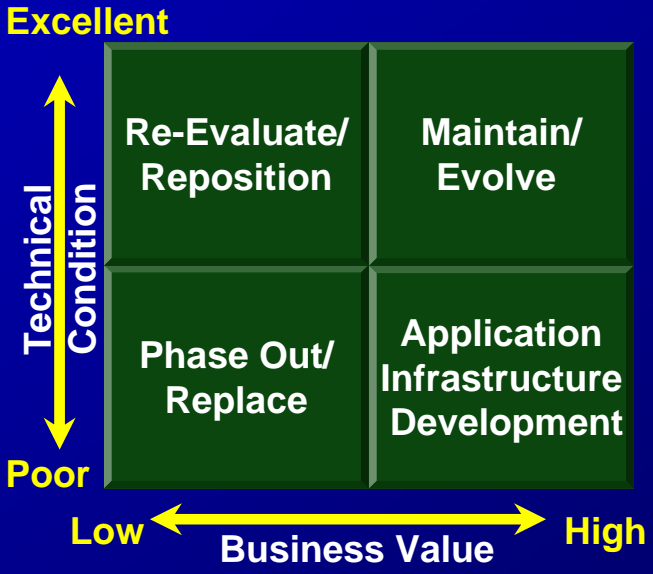 Excellent
Re-Evaluate/
Reposition
Maintain/
Evolve
Technical
Condition
Phase Out/
Replace
Application
Infrastructure
Development
Poor
Low
Business Value
High